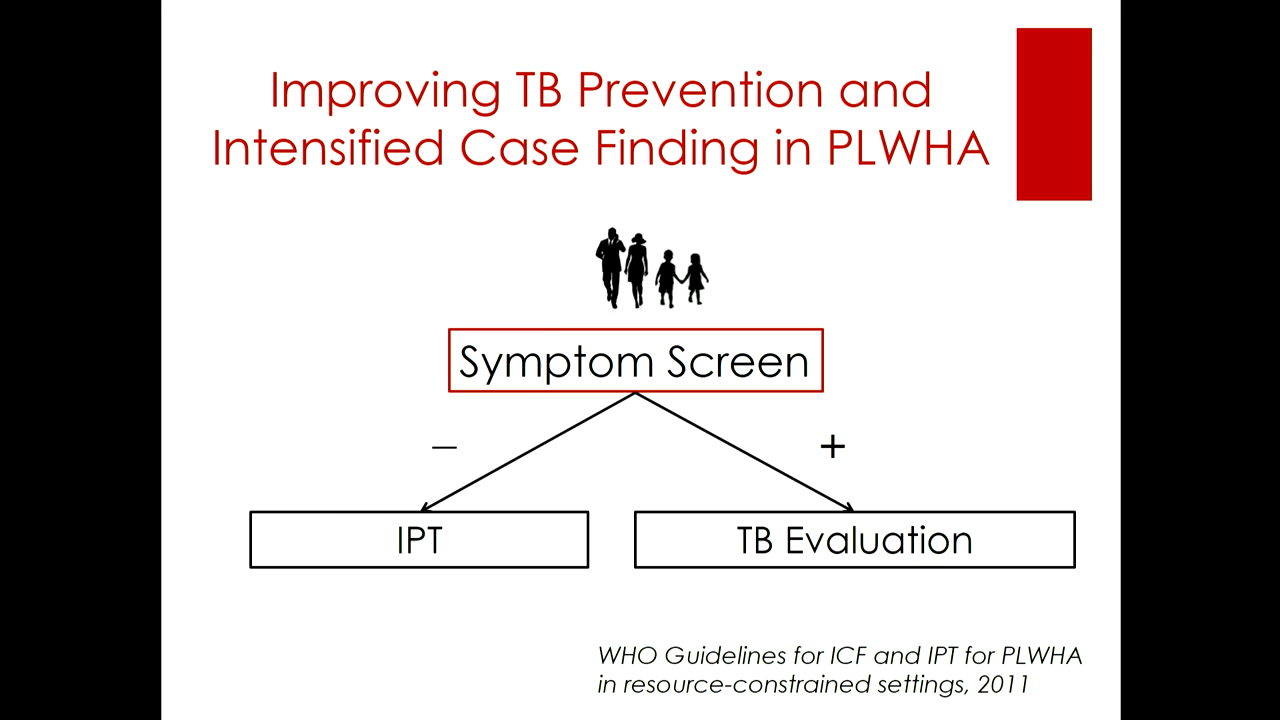 Improving TB Prevention and
Intensified Case Finding in PLWHA
Symptom Screen
– +
IPT TB Evaluation
WHO Guidelines for ICF and IPT for PLWHA
in resource-constrained settings, 2011